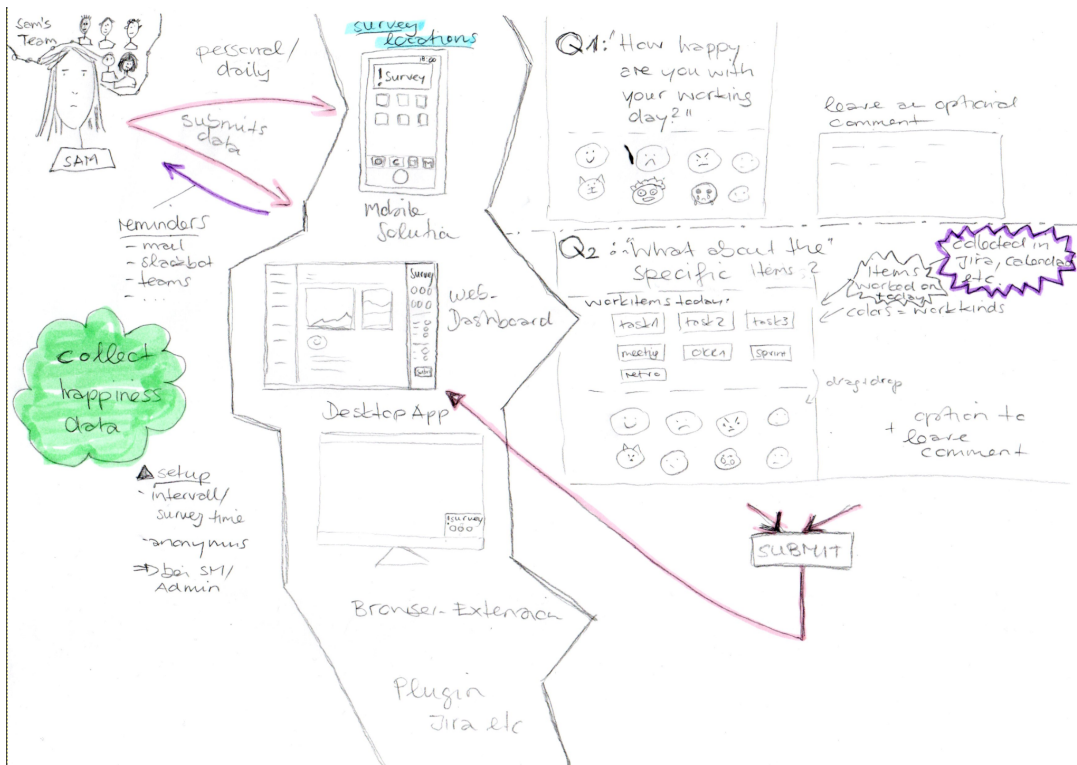 Sam's
Team
SAM
personal/
daily
submits
data
reminders
- mail
- slackbot
- teams
- ...
collect
happiness
data
setup
- intervall/
survey time
- anonymus
bei SM/
Admin
survey
locations
! Survey
Mobile
Solution
Survey
Web-
Dashboard
Desktop App
! survey
Browser-Extension
Plugin
Jira etc
Q1: "How happy
are you with
your working
day?"
leave an optional
comment
Q2: "What about the"
specific items?
workitems today:
task1 task2 task3
meeting OKR1 sprint
retro
items
worked on
today
collected in
Jira, Calendar
etc.
colors = workkinds
drag+drop
+ option to
leave
comment
SUBMIT